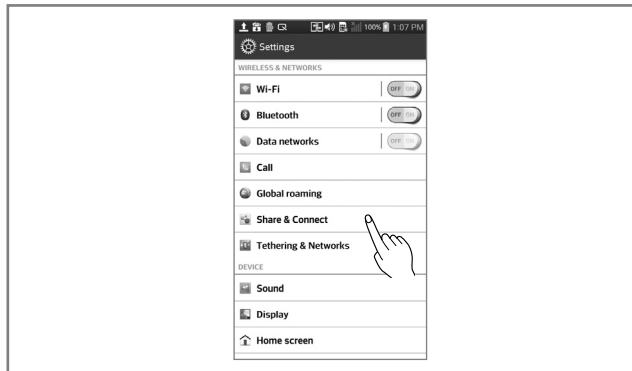 100% 1:07 PM
Settings
WIRELESS & NETWORKS
Wi-Fi OFF ON
Bluetooth OFF ON
Data networks OFF ON
Call
Global roaming
Share & Connect
Tethering & Networks
DEVICE
Sound
Display
Home screen